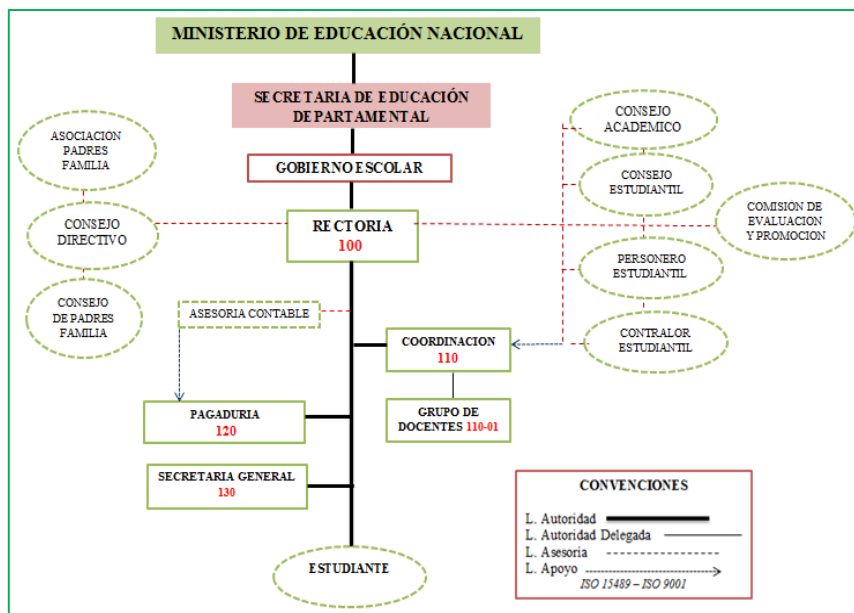 MINISTERIO DE EDUCACIÓN NACIONAL
SECRETARIA DE EDUCACIÓN
DEPARTAMENTAL
GOBIERNO ESCOLAR
RECTORIA
100
ASOCIACION
PADRES
FAMILIA
CONSEJO
DIRECTIVO
CONSEJO
DE PADRES
FAMILIA
CONSEJO
ACADEMICO
CONSEJO
ESTUDIANTIL
COMISION DE
EVALUACION
Y PROMOCION
PERSONERO
ESTUDIANTIL
CONTRALOR
ESTUDIANTIL
ASESORIA CONTABLE
COORDINACION
110
GRUPO DE
DOCENTES 110-01
PAGADURIA
120
SECRETARIA GENERAL
130
ESTUDIANTE
CONVENCIONES
L. Autoridad
L. Autoridad Delegada
L. Asesoria
L. Apoyo
ISO 15489 – ISO 9001